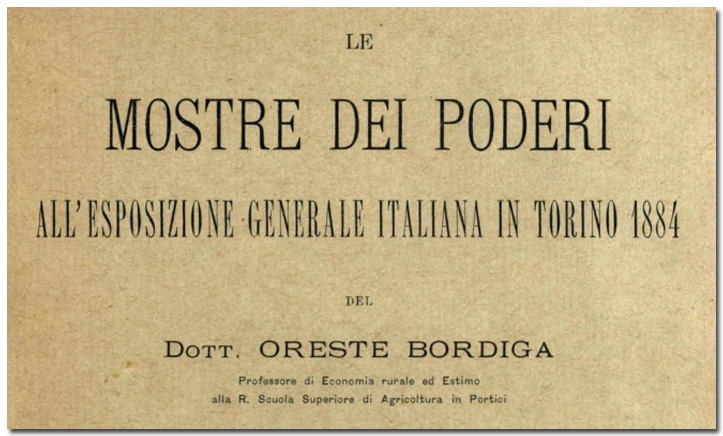 LE
MOSTRE DEI PODERI
ALL'ESPOSIZIONE GENERALE ITALIANA IN TORINO 1884
DEL
DOTT. ORESTE BORDIGA
Professore di Economia rurale ed Estimo
alla R. Scuola Superiore di Agricoltura in Portici